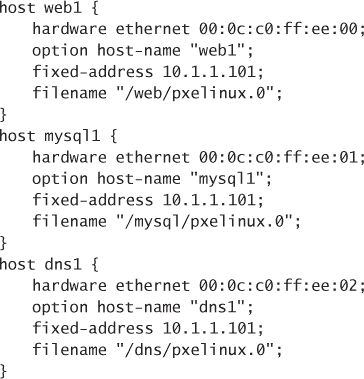 host web1 {
    hardware ethernet 00:0c:c0:ff:ee:00;
    option host-name "web1";
    fixed-address 10.1.1.101;
    filename "/web/pxelinux.0";
}
host mysql1 {
    hardware ethernet 00:0c:c0:ff:ee:01;
    option host-name "mysql1";
    fixed-address 10.1.1.101;
    filename "/mysql/pxelinux.0";
}
host dns1 {
    hardware ethernet 00:0c:c0:ff:ee:02;
    option host-name "dns1";
    fixed-address 10.1.1.101;
    filename "/dns/pxelinux.0";
}